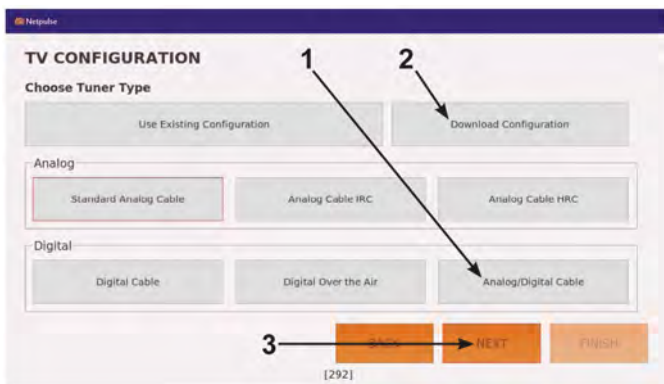 Netpulse
TV CONFIGURATION
1
2
Choose Tuner Type
Use Existing Configuration
Download Configuration
Analog
Standard Analog Cable
Analog Cable IRC
Analog Cable HRC
Digital
Digital Cable
Digital Over the Air
Analog/Digital Cable
3
BACK
NEXT
FINISH
[292]